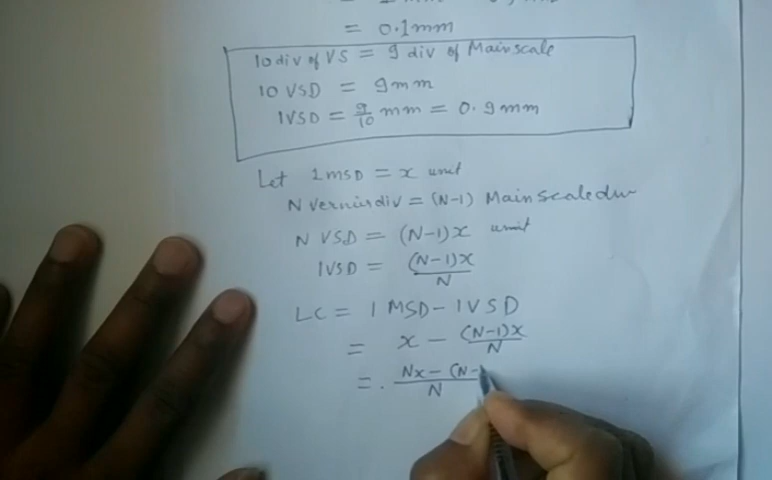 = 0.1mm
10 div of VS = 9 div of Main scale
10 VSD = 9mm
1VSD = 9/10 mm = 0.9mm
Let 1MSD = x unit
N Vernier div = (N-1) Main scale div
N VSD = (N-1)x unit
1VSD = (N-1)x/N
LC = 1 MSD - 1 VSD
= x - (N-1)x/N
= Nx - (N-/N